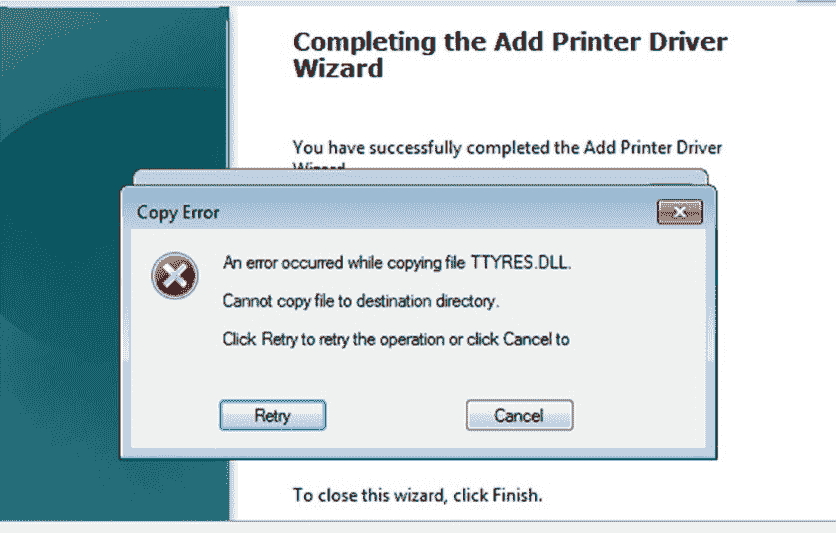 Completing the Add Printer Driver
Wizard
You have successfully completed the Add Printer Driver
Wizard
Copy Error
An error occurred while copying file TTYRES.DLL.
Cannot copy file to destination directory.
Click Retry to retry the operation or click Cancel to
Retry
Cancel
To close this wizard, click Finish.